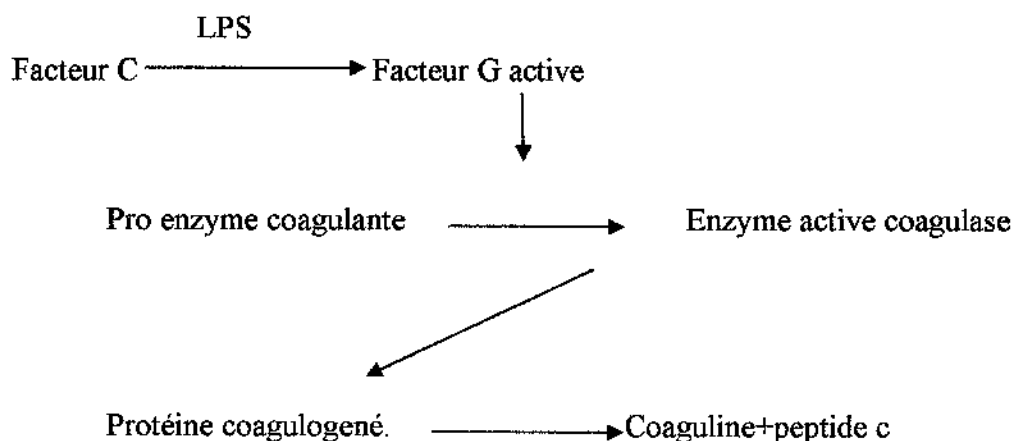 LPS
Facteur C Facteur G active
Pro enzyme coagulante Enzyme active coagulase
Protéine coagulogené. Coaguline+peptide c